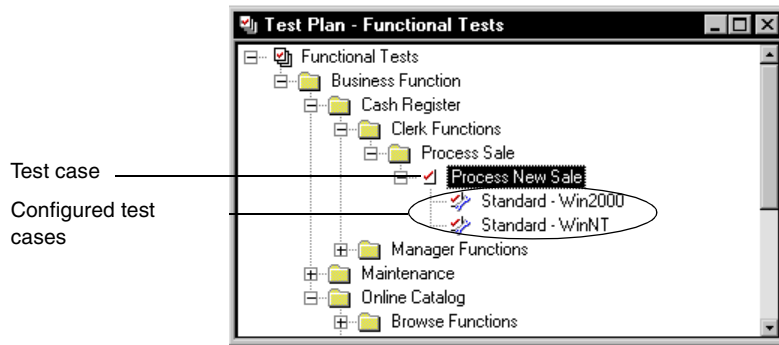 Test Plan - Functional Tests
Functional Tests
Business Function
Cash Register
Clerk Functions
Process Sale
Test case
Process New Sale
Configured test
cases
Standard - Win2000
Standard - WinNT
Manager Functions
Maintenance
Online Catalog
Browse Functions